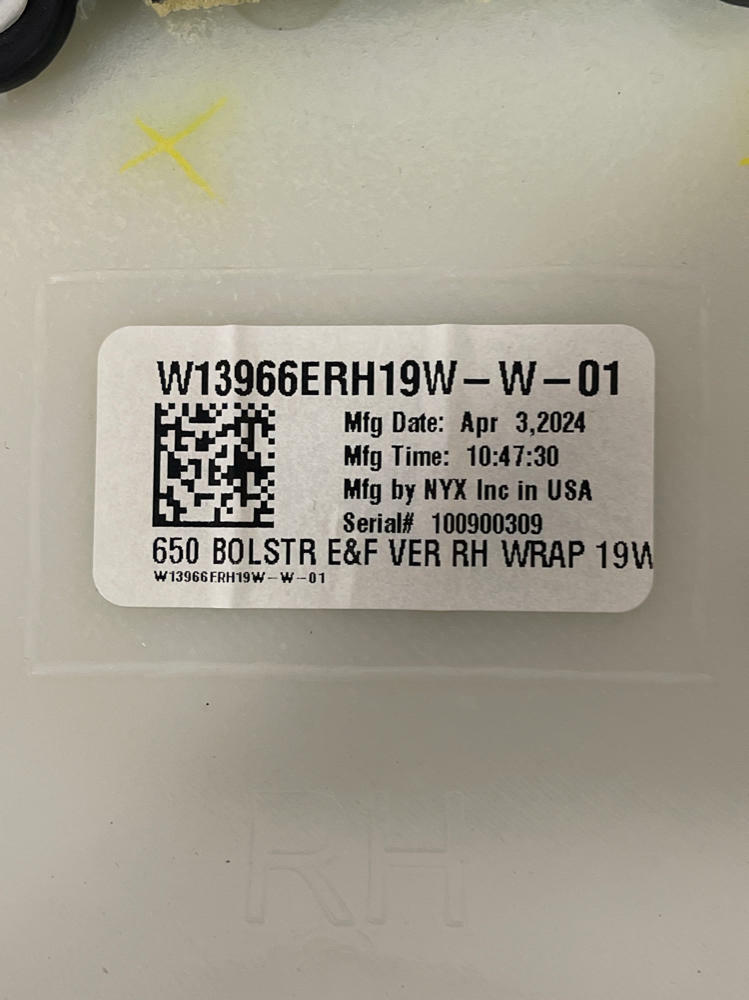 W13966ERH19W-W-01
Mfg Date: Apr 3,2024
Mfg Time: 10:47:30
Mfg by NYX Inc in USA
Serial# 100900309
650 BOLSTR E&F VER RH WRAP 19W
W13966ERH19W-W-01
RH